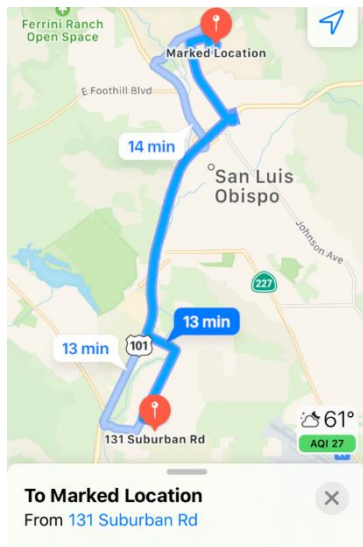 Ferrini Ranch
Open Space
Marked Location
E Foothill Blvd
14 min
San Luis
Obispo
Johnson Ave
227
13 min
101
13 min
131 Suburban Rd
61°
AQI 27
To Marked Location
From 131 Suburban Rd